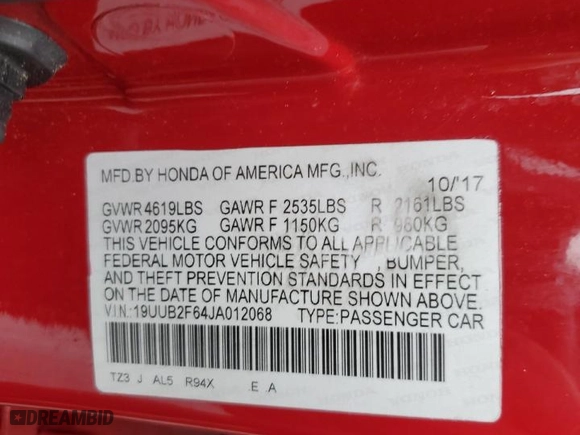 MFD.BY HONDA OF AMERICA MFG.,INC.
10/'17
GVWR 4619LBS GAWR F 2535LBS R 2161LBS
GVWR 2095KG GAWR F 1150KG R 980KG
THIS VEHICLE CONFORMS TO ALL APPLICABLE
FEDERAL MOTOR VEHICLE SAFETY , BUMPER,
AND THEFT PREVENTION STANDARDS IN EFFECT
ON THE DATE OF MANUFACTURE SHOWN ABOVE.
V.I.N.:19UUB2F64JA012068 TYPE:PASSENGER CAR
TZ3 J AL5 R94X .E .A
DREAMBID